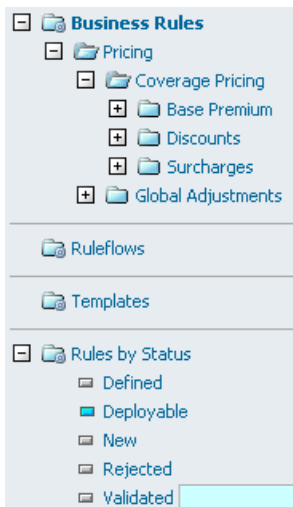 Business Rules
Pricing
Coverage Pricing
Base Premium
Discounts
Surcharges
Global Adjustments
Ruleflows
Templates
Rules by Status
Defined
Deployable
New
Rejected
Validated